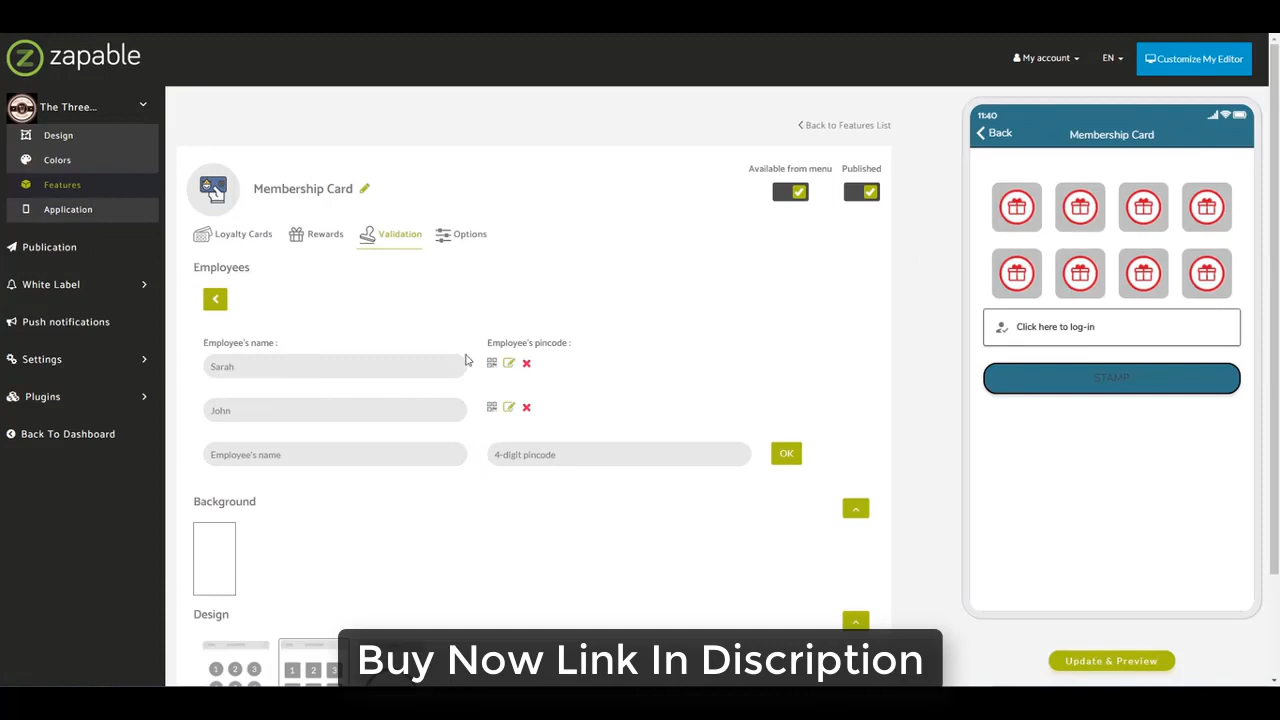 zapable
My account
EN
Customize My Editor
The Three...
Design
Colors
Features
Application
Publication
White Label
Push notifications
Settings
Plugins
Back To Dashboard
Back to Features List
Membership Card
Available from menu
Published
Loyalty Cards
Rewards
Validation
Options
Employees
Employee's name :
Employee's pincode :
Sarah
John
Employee's name
4-digit pincode
OK
Background
Design
1 2 3
1 2 3
11:40
Back
Membership Card
Click here to log-in
STAMP
Update & Preview
Buy Now Link In Discription